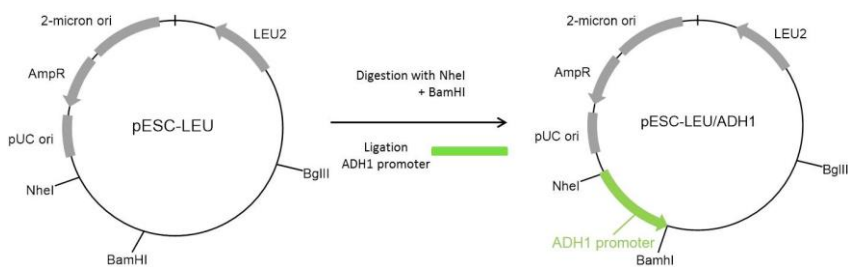 2-micron ori
LEU2
AmpR
pESC-LEU
pUC ori
BglII
NheI
BamHI
Digestion with NheI
+ BamHI
Ligation
ADH1 promoter
2-micron ori
LEU2
AmpR
pESC-LEU/ADH1
pUC ori
BglII
NheI
ADH1 promoter
BamhI